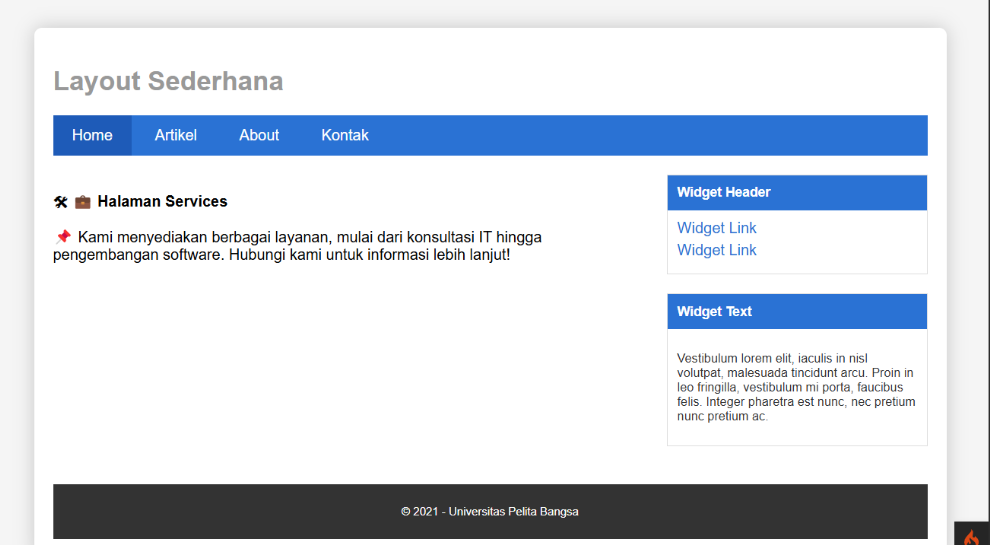 Layout Sederhana
Home Artikel About Kontak
🛠 💼 Halaman Services
📌 Kami menyediakan berbagai layanan, mulai dari konsultasi IT hingga
pengembangan software. Hubungi kami untuk informasi lebih lanjut!
Widget Header
Widget Link
Widget Link
Widget Text
Vestibulum lorem elit, iaculis in nisl
volutpat, malesuada tincidunt arcu. Proin in
leo fringilla, vestibulum mi porta, faucibus
felis. Integer pharetra est nunc, nec pretium
nunc pretium ac.
© 2021 - Universitas Pelita Bangsa